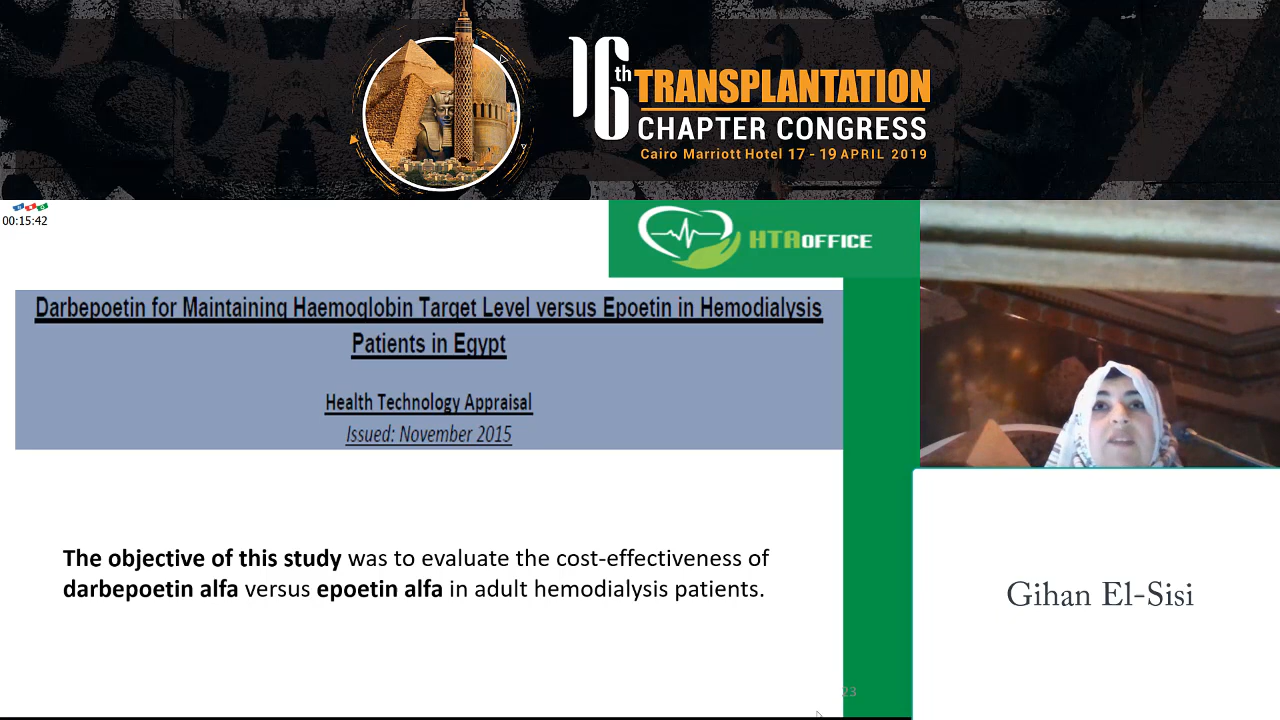 16th TRANSPLANTATION
CHAPTER CONGRESS
Cairo Marriott Hotel 17 - 19 APRIL 2019
00:15:42
HTAOFFICE
Darbepoetin for Maintaining Haemoglobin Target Level versus Epoetin in Hemodialysis
Patients in Egypt
Health Technology Appraisal
Issued: November 2015
The objective of this study was to evaluate the cost-effectiveness of
darbepoetin alfa versus epoetin alfa in adult hemodialysis patients.
Gihan El-Sisi
23